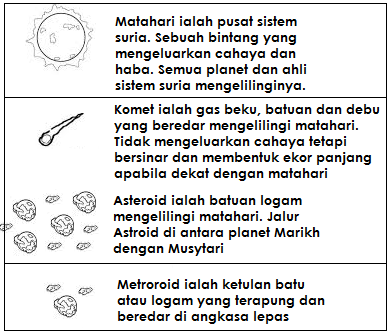 Matahari ialah pusat sistem
suria. Sebuah bintang yang
mengeluarkan cahaya dan
haba. Semua planet dan ahli
sistem suria mengelilinginya.
Komet ialah gas beku, batuan dan debu
yang beredar mengelilingi matahari.
Tidak mengeluarkan cahaya tetapi
bersinar dan membentuk ekor panjang
apabila dekat dengan matahari
Asteroid ialah batuan logam
mengelilingi matahari. Jalur
Astroid di antara planet Marikh
dengan Musytari
Metroroid ialah ketulan batu
atau logam yang terapung dan
beredar di angkasa lepas